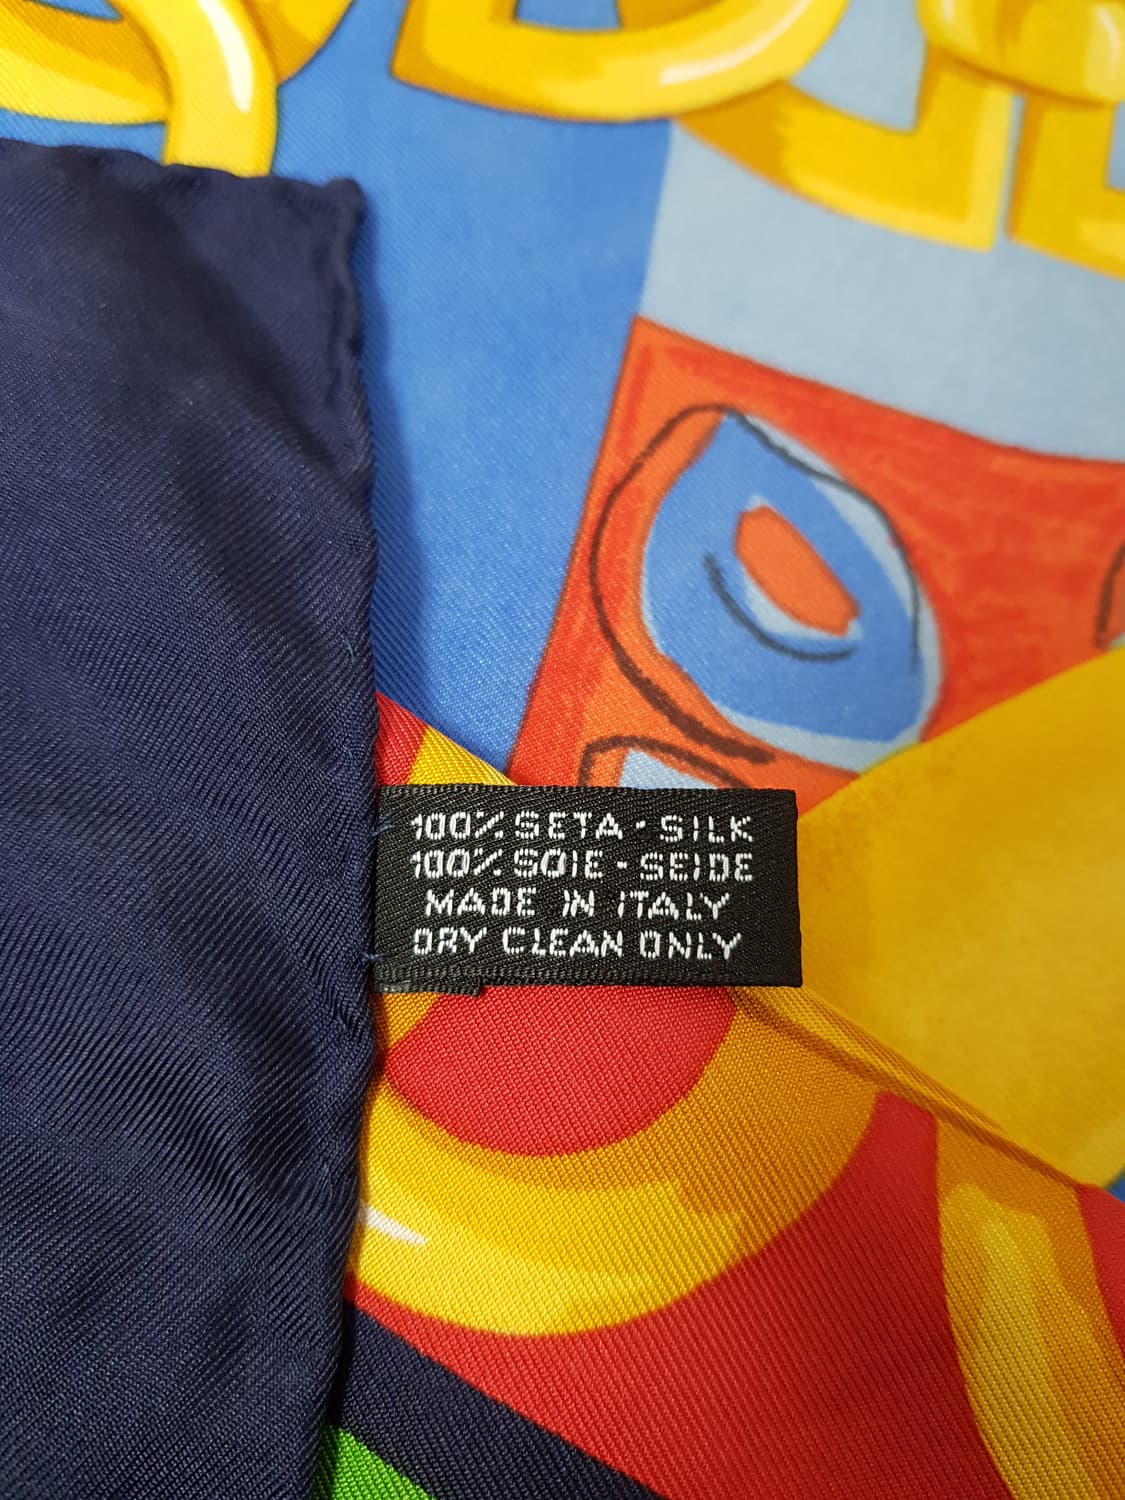 100% SETA - SILK
100% SOIE - SEIDE
MADE IN ITALY
DRY CLEAN ONLY